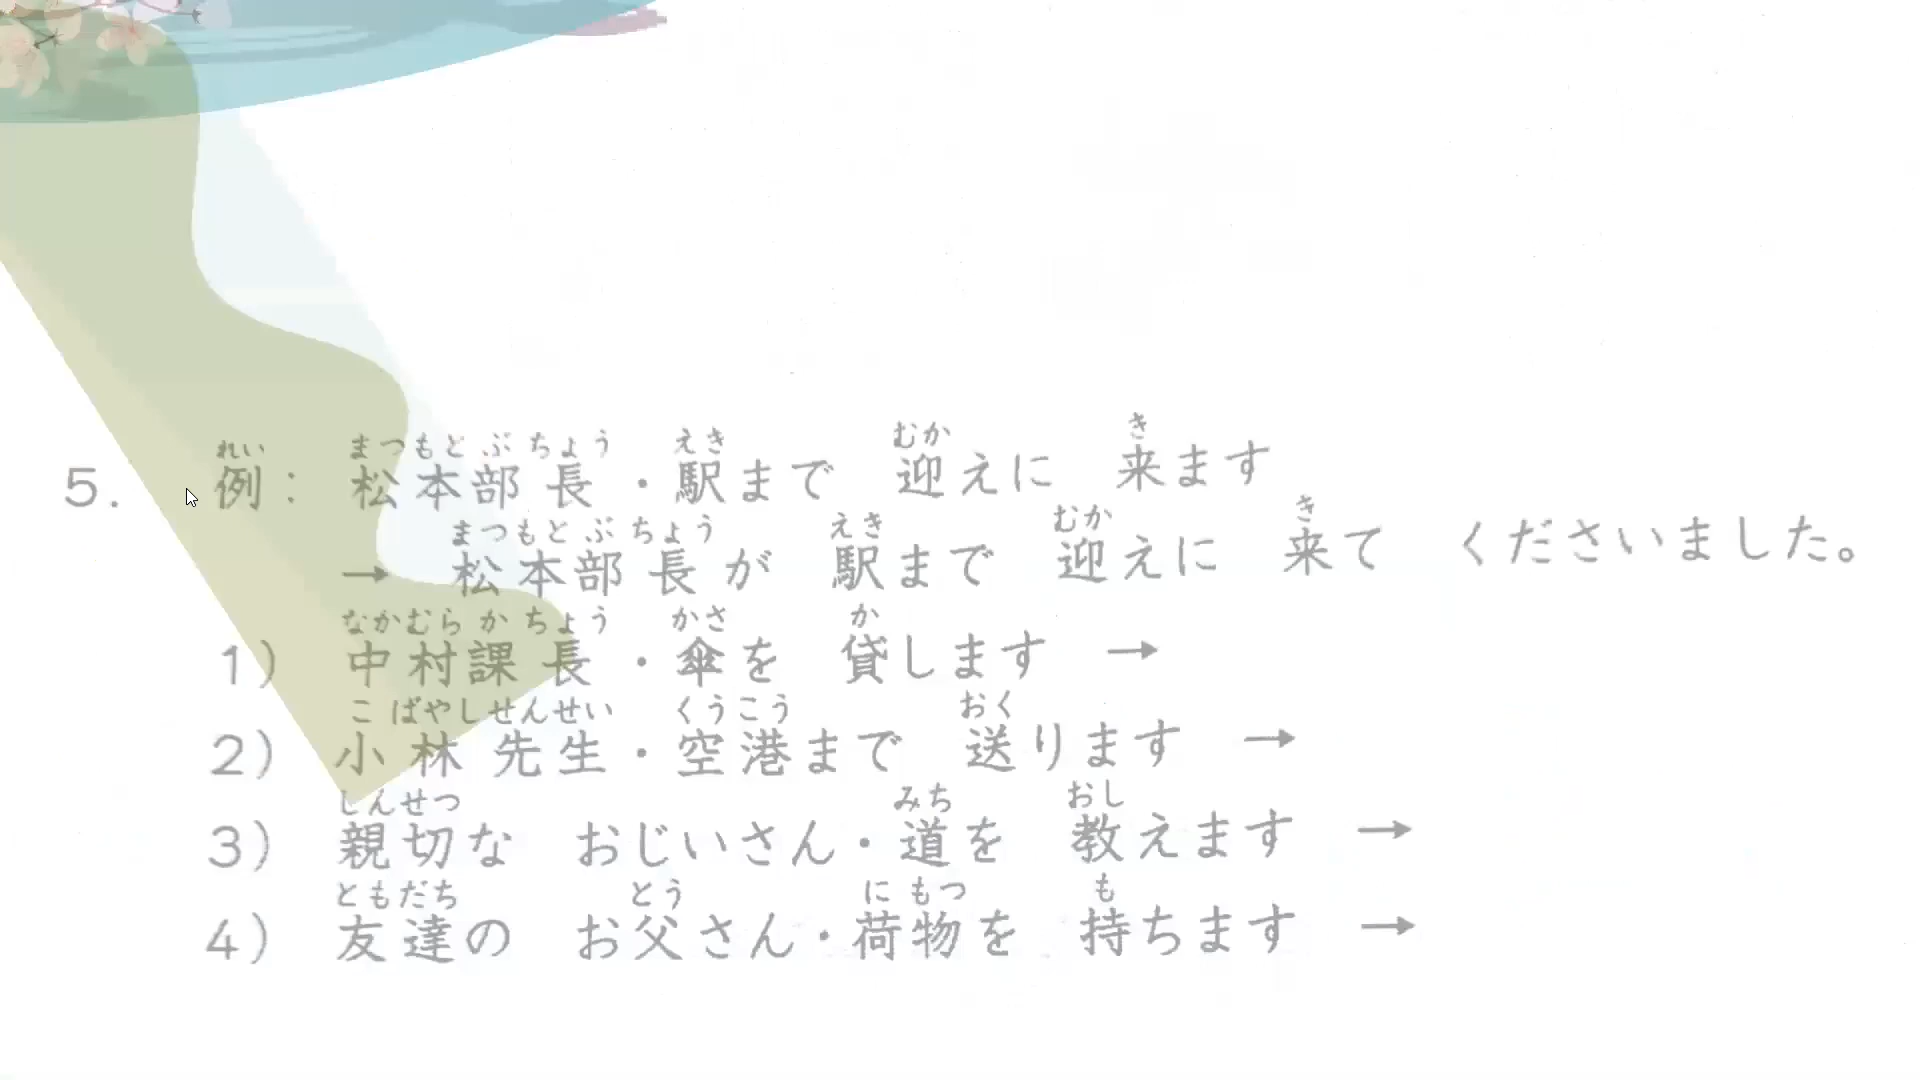 5. 例：松本部長・駅まで 迎えに 来ます
→ 松本部長が 駅まで 迎えに 来て くださいました。
1) 中村課長・傘を 貸します →
2) 小林先生・空港まで 送ります →
3) 親切な おじいさん・道を 教えます →
4) 友達の お父さん・荷物を 持ちます →